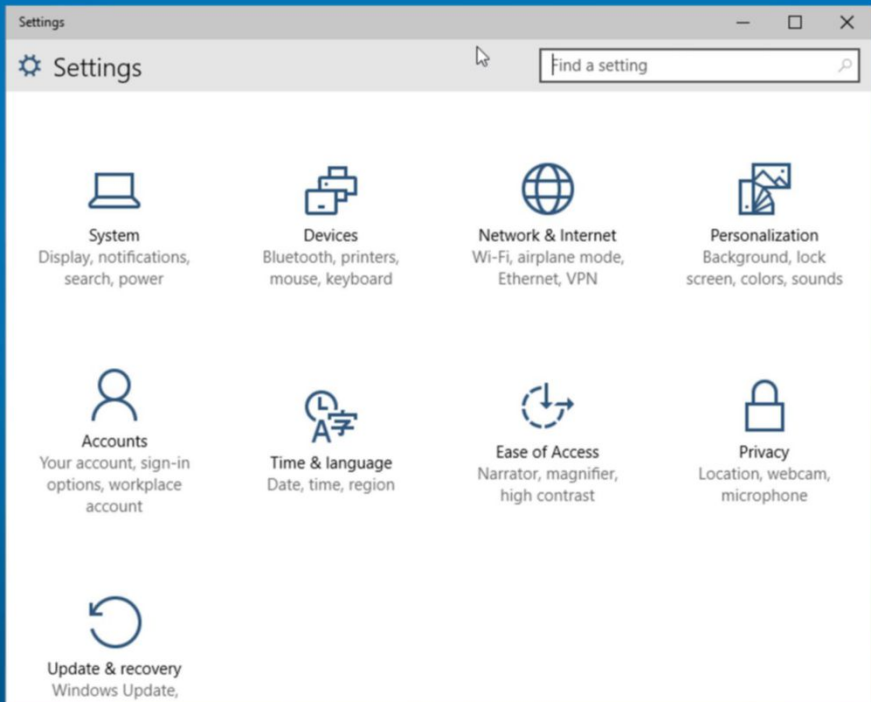 Settings
Settings
Find a setting
System
Display, notifications,
search, power
Devices
Bluetooth, printers,
mouse, keyboard
Network & Internet
Wi-Fi, airplane mode,
Ethernet, VPN
Personalization
Background, lock
screen, colors, sounds
Accounts
Your account, sign-in
options, workplace
account
Time & language
Date, time, region
Ease of Access
Narrator, magnifier,
high contrast
Privacy
Location, webcam,
microphone
Update & recovery
Windows Update,